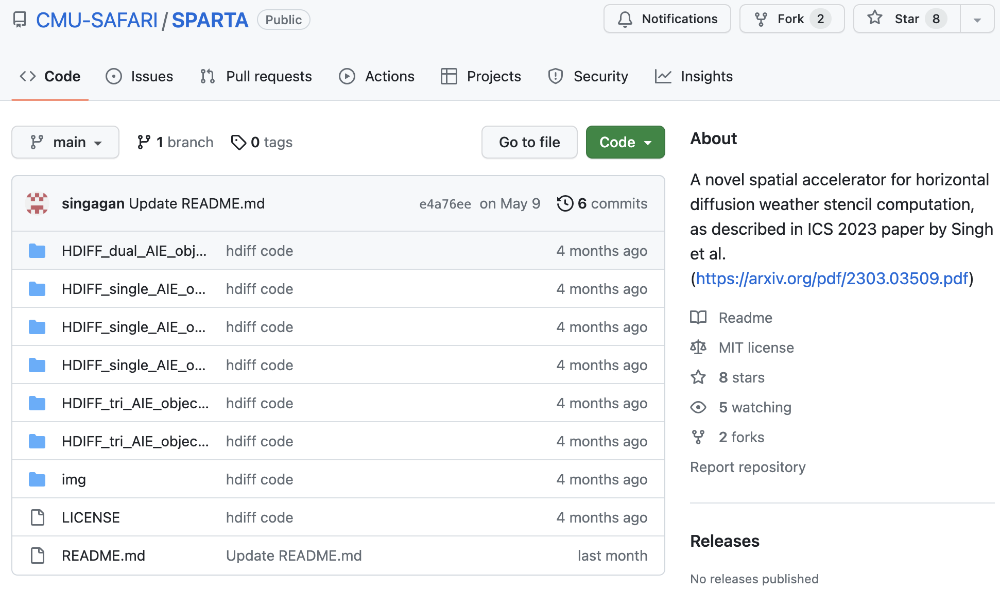 CMU-SAFARI / SPARTA Public Notifications Fork 2 Star 8
Code Issues Pull requests Actions Projects Security Insights
main 1 branch 0 tags Go to file Code
singagan Update README.md e4a76ee on May 9 6 commits
HDIFF_dual_AIE_obj... hdiff code 4 months ago
HDIFF_single_AIE_o... hdiff code 4 months ago
HDIFF_single_AIE_o... hdiff code 4 months ago
HDIFF_single_AIE_o... hdiff code 4 months ago
HDIFF_tri_AIE_objec... hdiff code 4 months ago
HDIFF_tri_AIE_objec... hdiff code 4 months ago
img hdiff code 4 months ago
LICENSE hdiff code 4 months ago
README.md Update README.md last month
About
A novel spatial accelerator for horizontal
diffusion weather stencil computation,
as described in ICS 2023 paper by Singh
et al.
(https://arxiv.org/pdf/2303.03509.pdf)
Readme
MIT license
8 stars
5 watching
2 forks
Report repository
Releases
No releases published